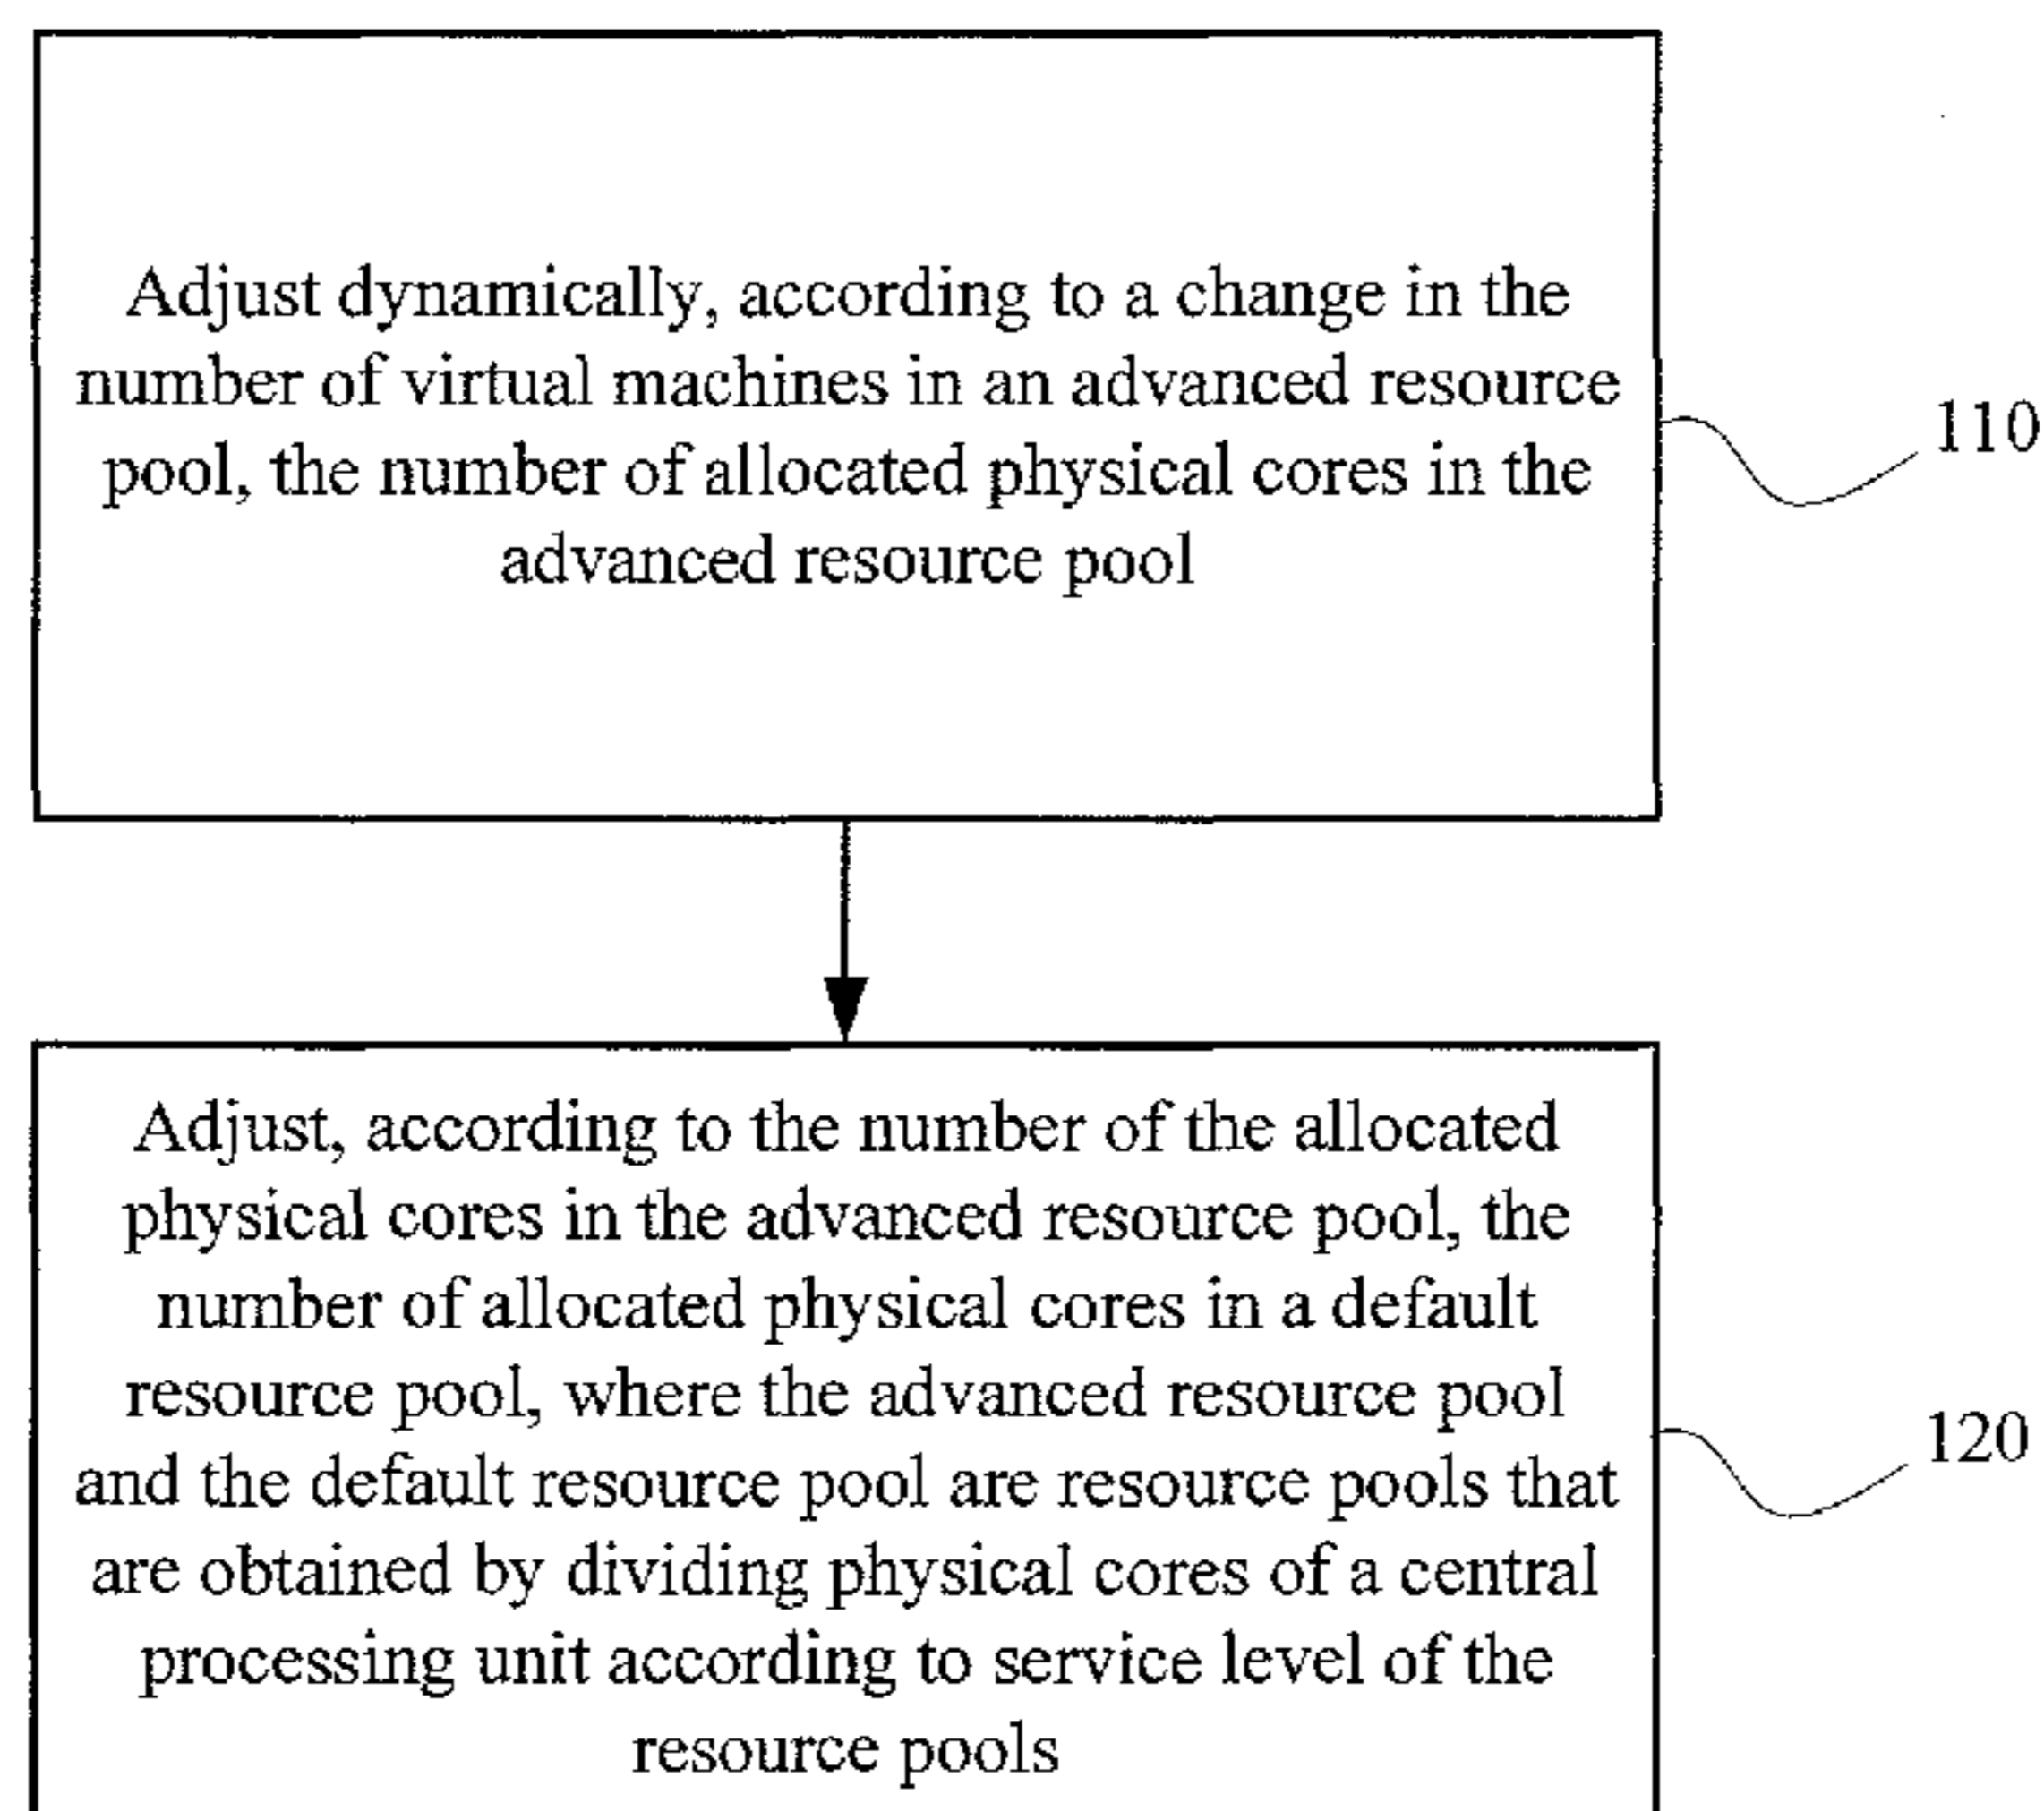 Adjust dynamically, according to a change in the
number of virtual machines in an advanced resource
pool, the number of allocated physical cores in the
advanced resource pool
110
Adjust, according to the number of the allocated
physical cores in the advanced resource pool, the
number of allocated physical cores in a default
resource pool, where the advanced resource pool
and the default resource pool are resource pools that
are obtained by dividing physical cores of a central
processing unit according to service level of the
resource pools
120